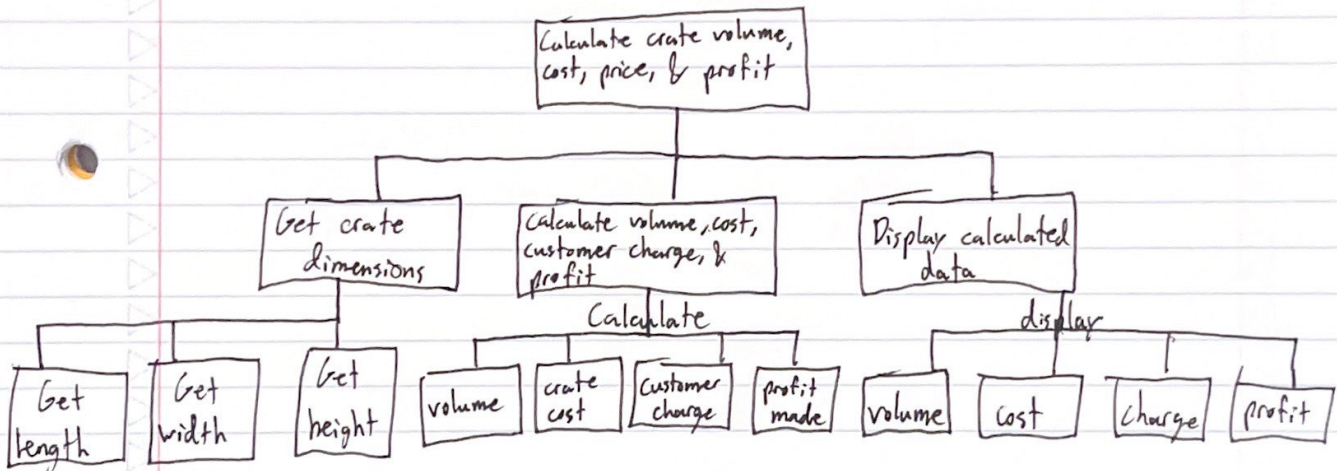 Calculate crate volume,
cost, price, & profit
Get crate
dimensions
Calculate volume, cost,
customer charge, &
profit
Display calculated
data
Calculate
display
Get
length
Get
width
Get
height
volume
crate
cost
Customer
charge
profit
made
volume
cost
charge
profit